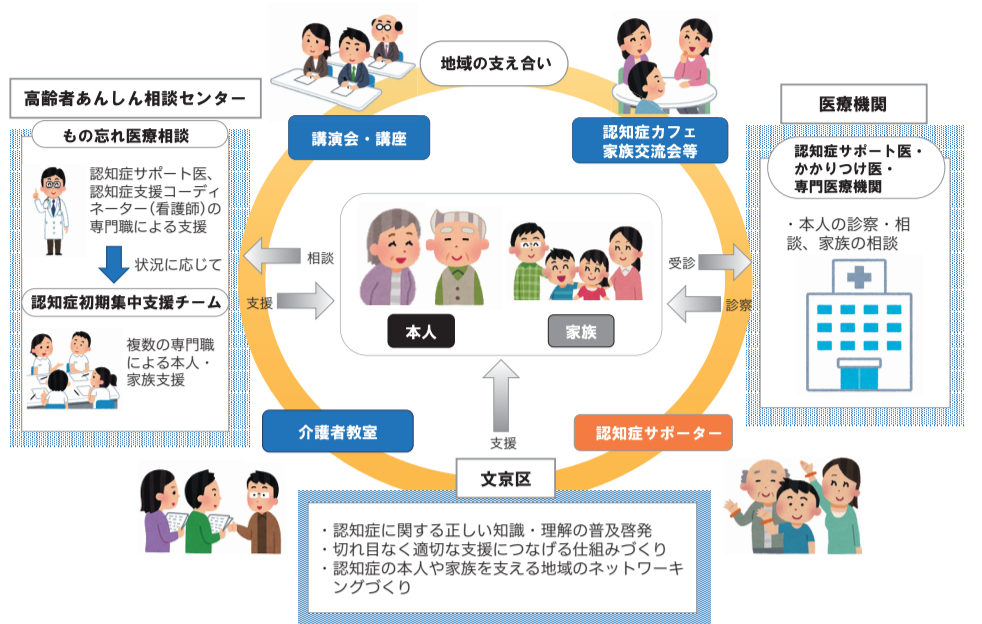 地域の支え合い
高齢者あんしん相談センター
もの忘れ医療相談
認知症サポート医、
認知症支援コーディ
ネーター(看護師)の
専門職による支援
状況に応じて
認知症初期集中支援チーム
複数の専門職
による本人・
家族支援
講演会・講座
認知症カフェ
家族交流会等
医療機関
認知症サポート医・
かかりつけ医・
専門医療機関
・本人の診察・相
談、家族の相談
相談
支援
受診
診察
本人
家族
支援
介護者教室
認知症サポーター
文京区
・認知症に関する正しい知識・理解の普及啓発
・切れ目なく適切な支援につなげる仕組みづくり
・認知症の本人や家族を支える地域のネットワーキ
ングづくり